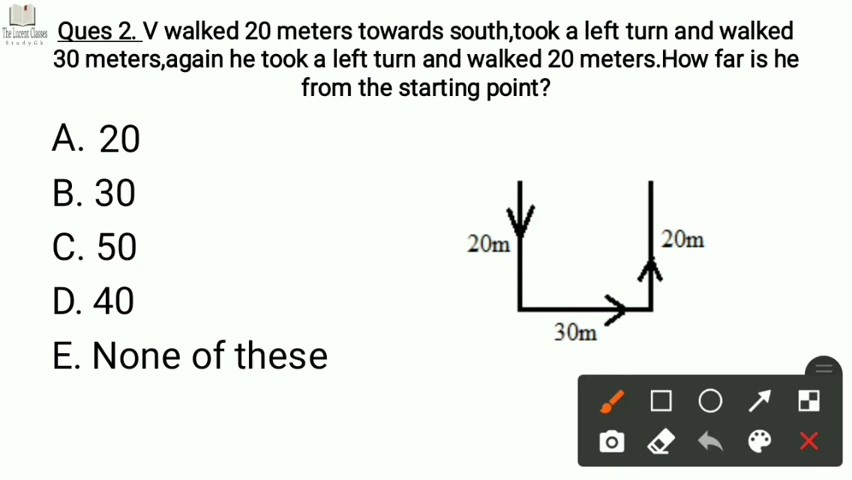 The Lucent Classes
StudyGk
Ques 2. V walked 20 meters towards south,took a left turn and walked
30 meters,again he took a left turn and walked 20 meters.How far is he
from the starting point?
A. 20
B. 30
C. 50
D. 40
E. None of these
20m
20m
30m